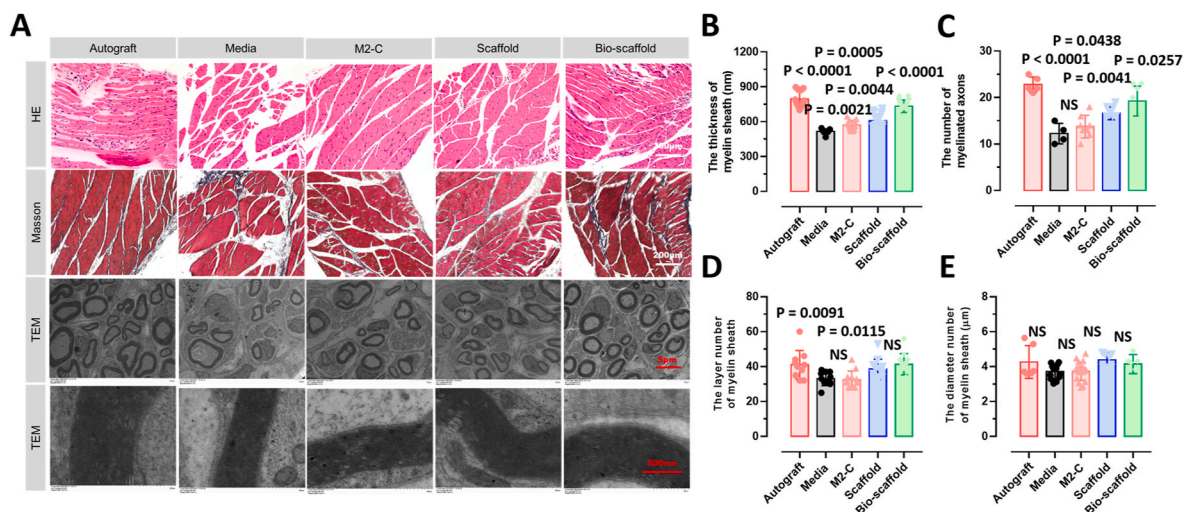 A
Autograft
Media
M2-C
Scaffold
Bio-scaffold
HE
Masson
200μm
TEM
5μm
TEM
500nm
B
The thickness of
myelin sheath (nm)
1200
900
600
300
0
P = 0.0005
P < 0.0001
P < 0.0001
P = 0.0044
P = 0.0021
Autograft
Media
M2-C
Scaffold
Bio-scaffold
C
The number of
myelinated axons
30
20
10
0
P = 0.0438
P < 0.0001
P = 0.0257
P = 0.0041
NS
Autograft
Media
M2-C
Scaffold
Bio-scaffold
D
The layer number
of myelin sheath
80
60
40
20
0
P = 0.0091
P = 0.0115
NS
NS
Autograft
Media
M2-C
Scaffold
Bio-scaffold
E
The diameter number
of myelin sheath (μm)
8
6
4
2
0
NS
NS
NS
NS
Autograft
Media
M2-C
Scaffold
Bio-scaffold